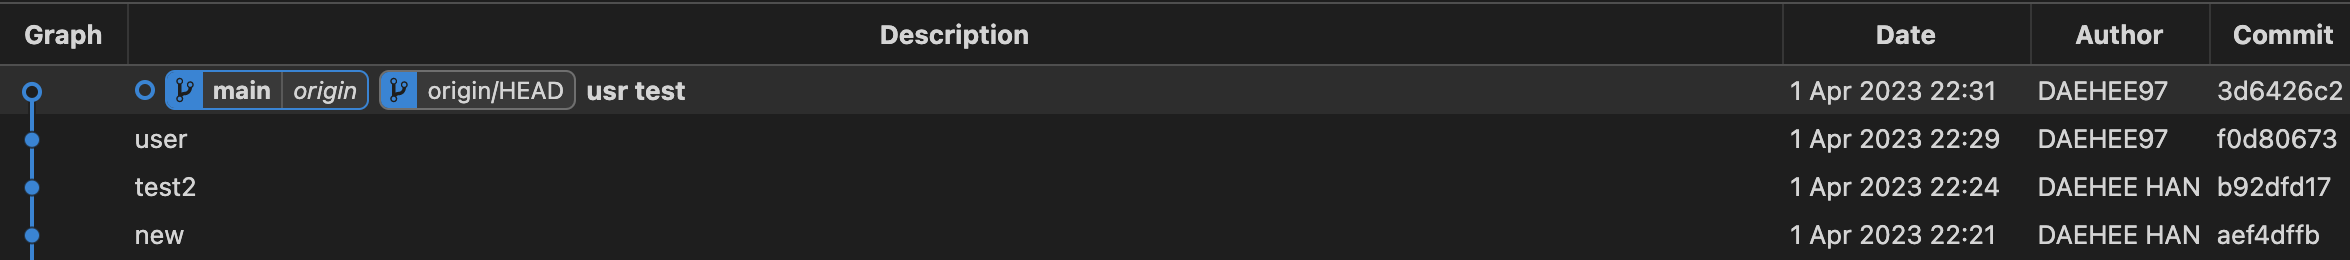 Graph Description Date Author Commit
main origin origin/HEAD usr test 1 Apr 2023 22:31 DAEHEE97 3d6426c2
user 1 Apr 2023 22:29 DAEHEE97 f0d80673
test2 1 Apr 2023 22:24 DAEHEE HAN b92dfd17
new 1 Apr 2023 22:21 DAEHEE HAN aef4dffb